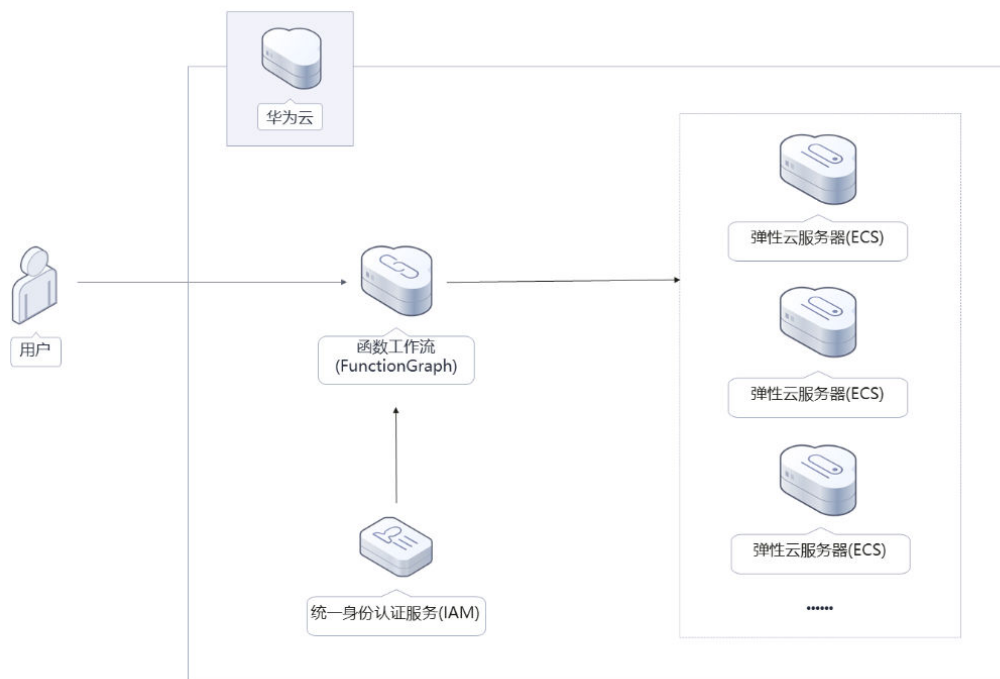 华为云
用户
函数工作流
(FunctionGraph)
统一身份认证服务(IAM)
弹性云服务器(ECS)
弹性云服务器(ECS)
弹性云服务器(ECS)
......